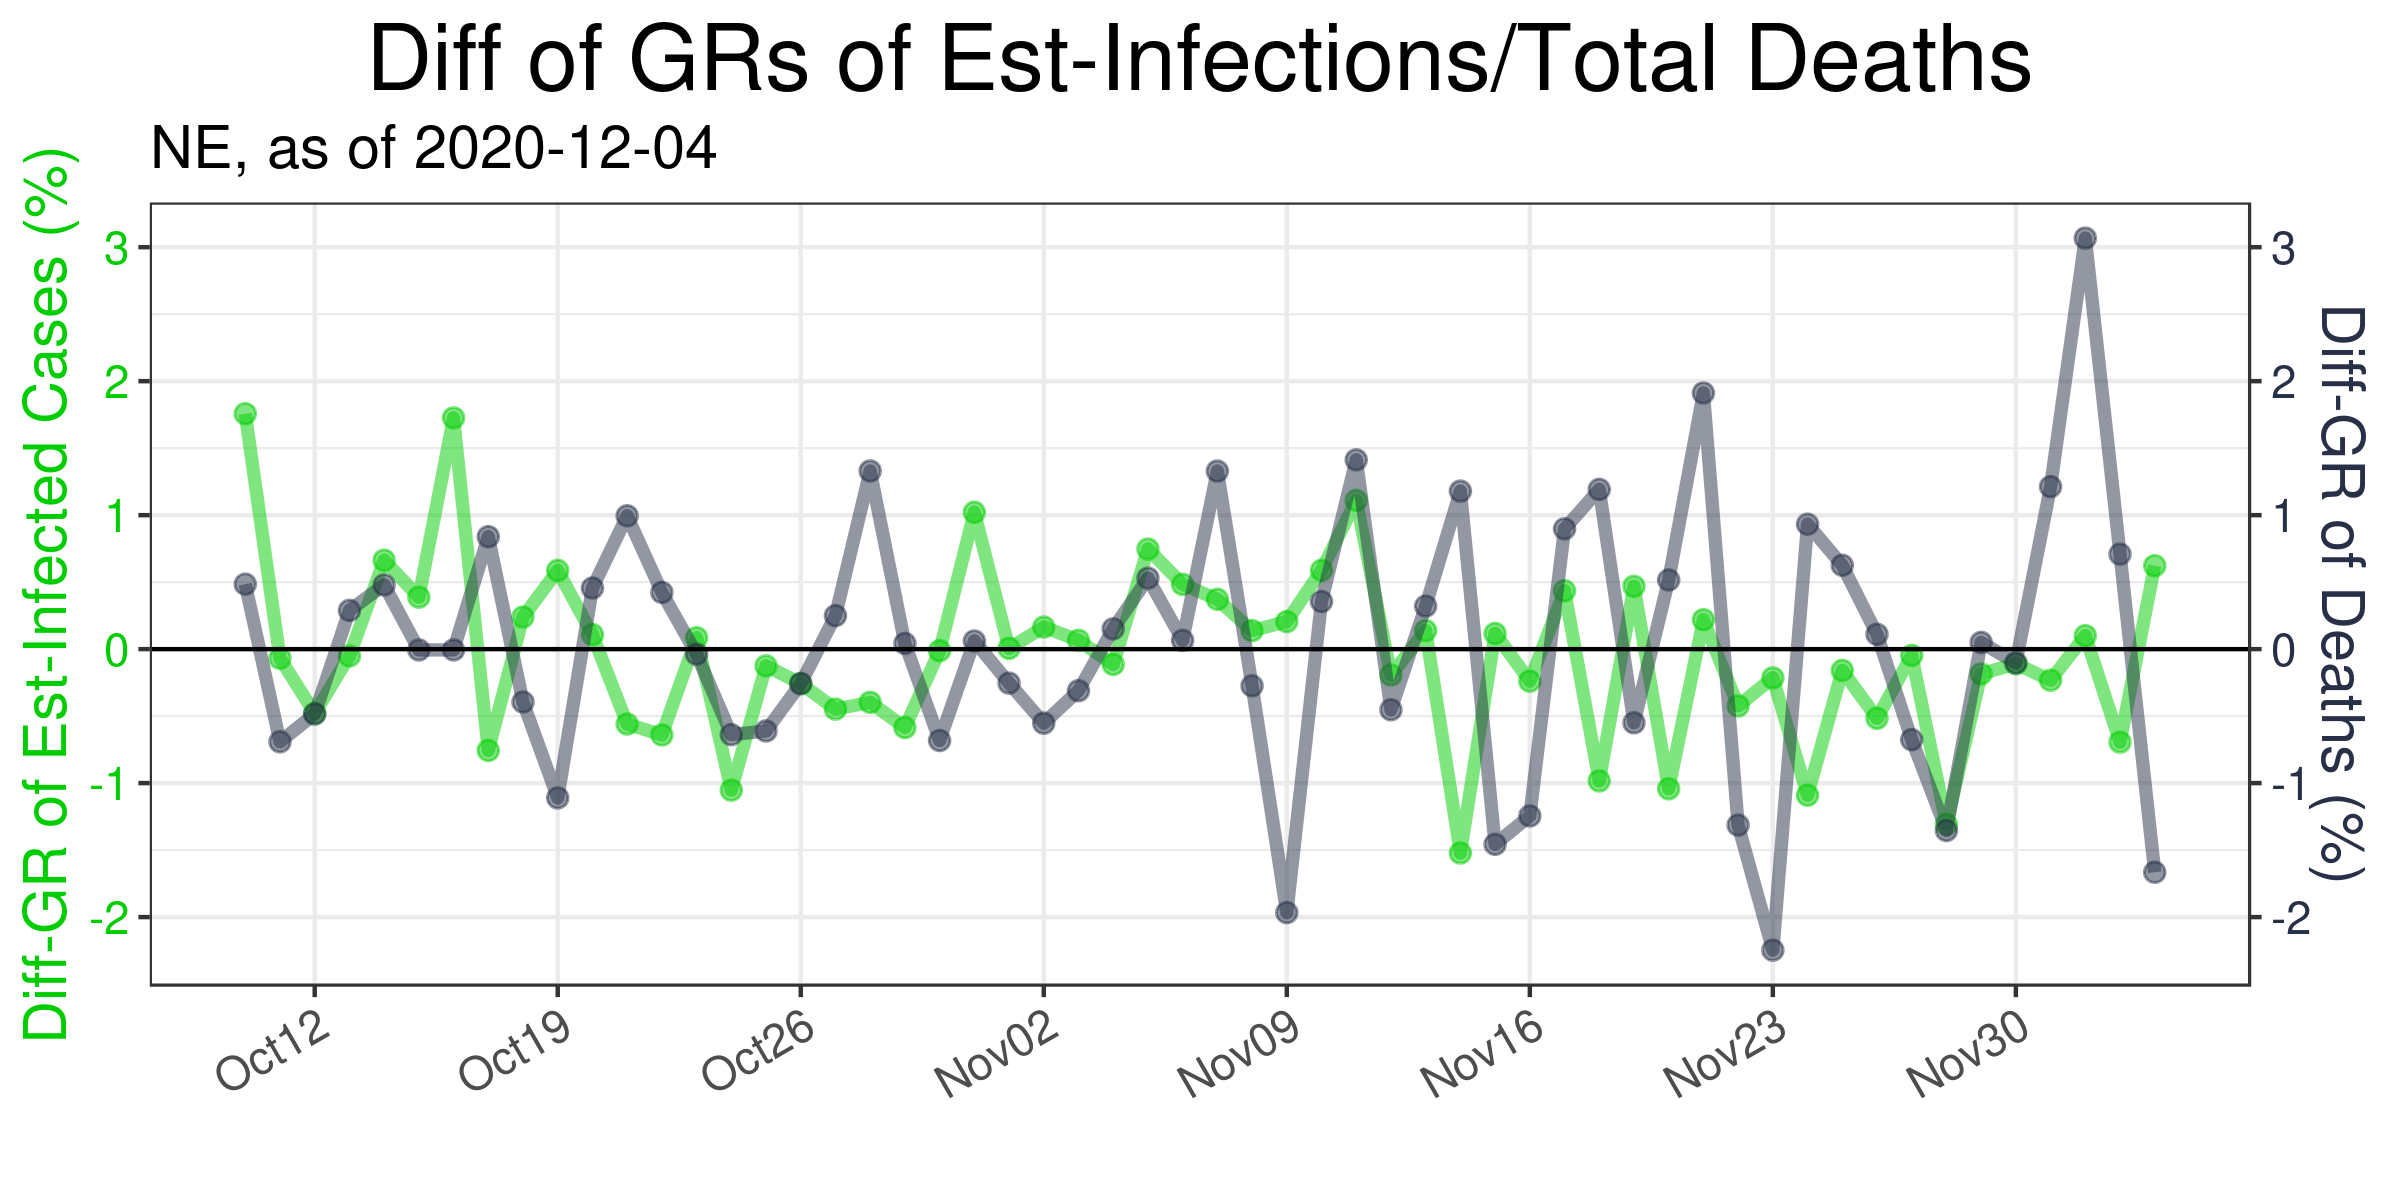 Diff of GRs of Est-Infections/Total Deaths
NE, as of 2020-12-04
Diff-GR of Est-Infected Cases (%)
3
2
1
0
-1
-2
3
2
1
0
-1
-2
Diff-GR of Deaths (%)
Oct12
Oct19
Oct26
Nov02
Nov09
Nov16
Nov23
Nov30